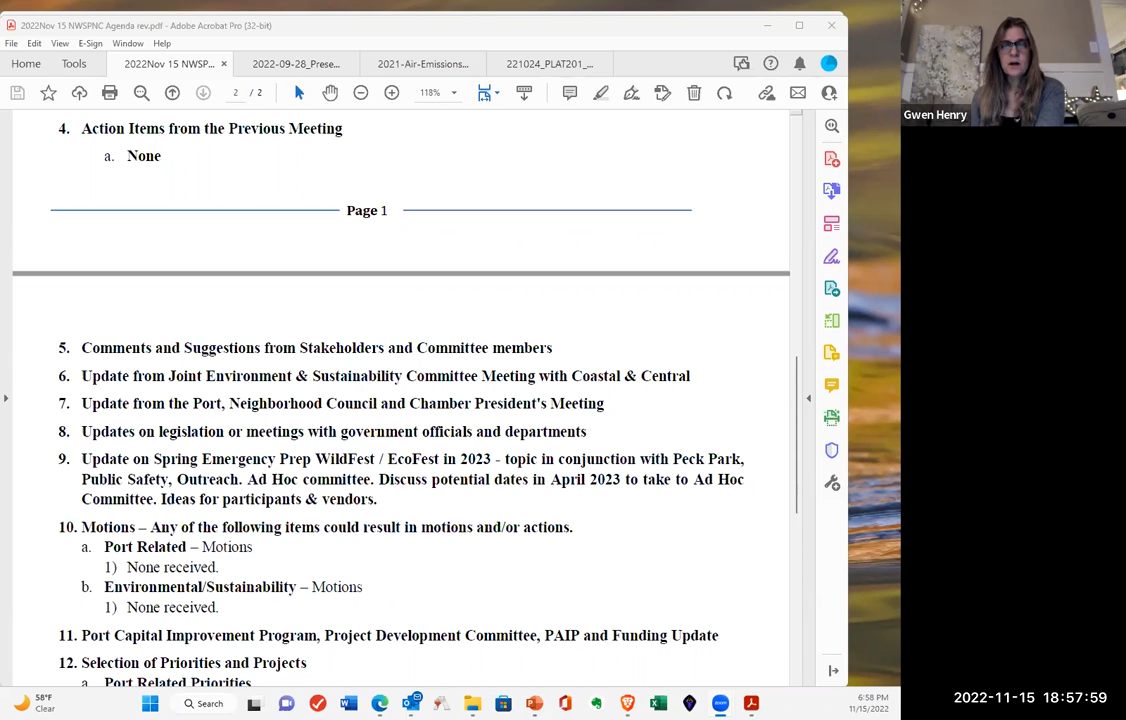 2022Nov 15 NWSPNC Agenda rev.pdf - Adobe Acrobat Pro (32-bit)
File Edit View E-Sign Window Help
Home Tools 2022Nov 15 NWSP... × 2022-09-28_Prese... 2021-Air-Emissions... 221024_PLAT201_...
2 / 2 118%
4. Action Items from the Previous Meeting
a. None
Page 1
5. Comments and Suggestions from Stakeholders and Committee members
6. Update from Joint Environment & Sustainability Committee Meeting with Coastal & Central
7. Update from the Port, Neighborhood Council and Chamber President's Meeting
8. Updates on legislation or meetings with government officials and departments
9. Update on Spring Emergency Prep WildFest / EcoFest in 2023 - topic in conjunction with Peck Park,
Public Safety, Outreach. Ad Hoc committee. Discuss potential dates in April 2023 to take to Ad Hoc
Committee. Ideas for participants & vendors.
10. Motions – Any of the following items could result in motions and/or actions.
a. Port Related – Motions
1) None received.
b. Environmental/Sustainability – Motions
1) None received.
11. Port Capital Improvement Program, Project Development Committee, PAIP and Funding Update
12. Selection of Priorities and Projects
a. Port Related Priorities
Gwen Henry
58°F
Clear
Search
6:58 PM
11/15/2022
2022-11-15 18:57:59